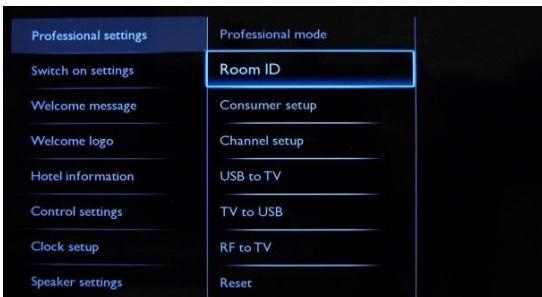 Professional settings
Switch on settings
Welcome message
Welcome logo
Hotel information
Control settings
Clock setup
Speaker settings
Professional mode
Room ID
Consumer setup
Channel setup
USB to TV
TV to USB
RF to TV
Reset